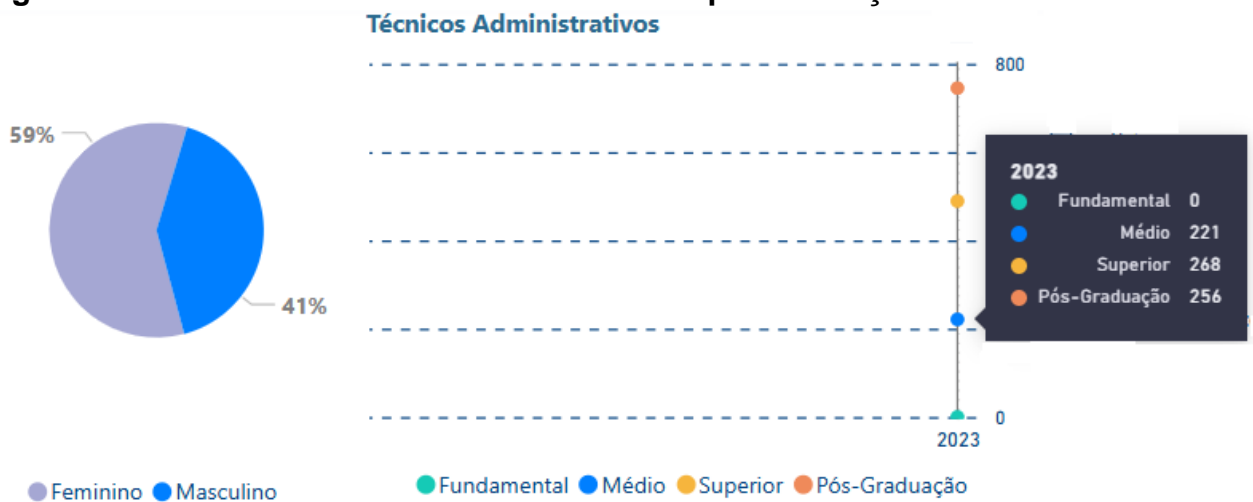 Técnicos Administrativos
800
59%
2023
Fundamental 0
Médio 221
Superior 268
Pós-Graduação 256
41%
0
2023
Feminino Masculino
Fundamental Médio Superior Pós-Graduação